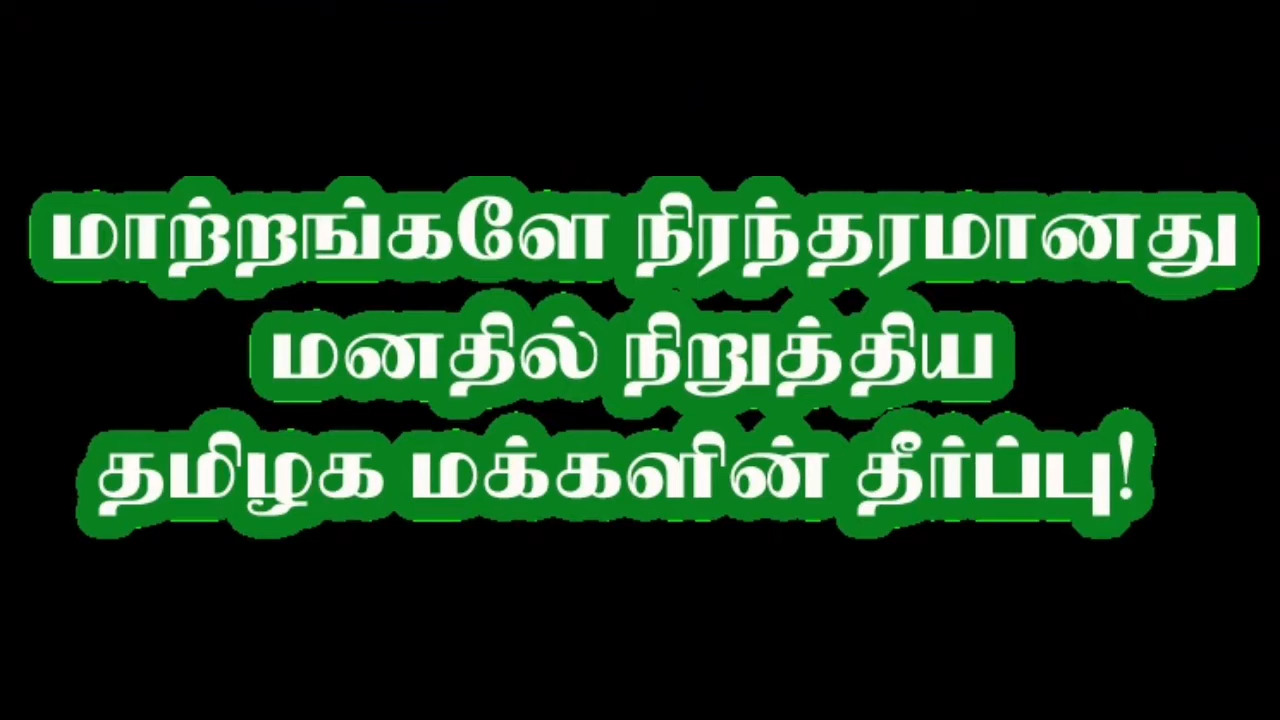 மாற்றங்களே நிரந்தரமானது
மனதில் நிறுத்திய
தமிழக மக்களின் தீர்ப்பு!